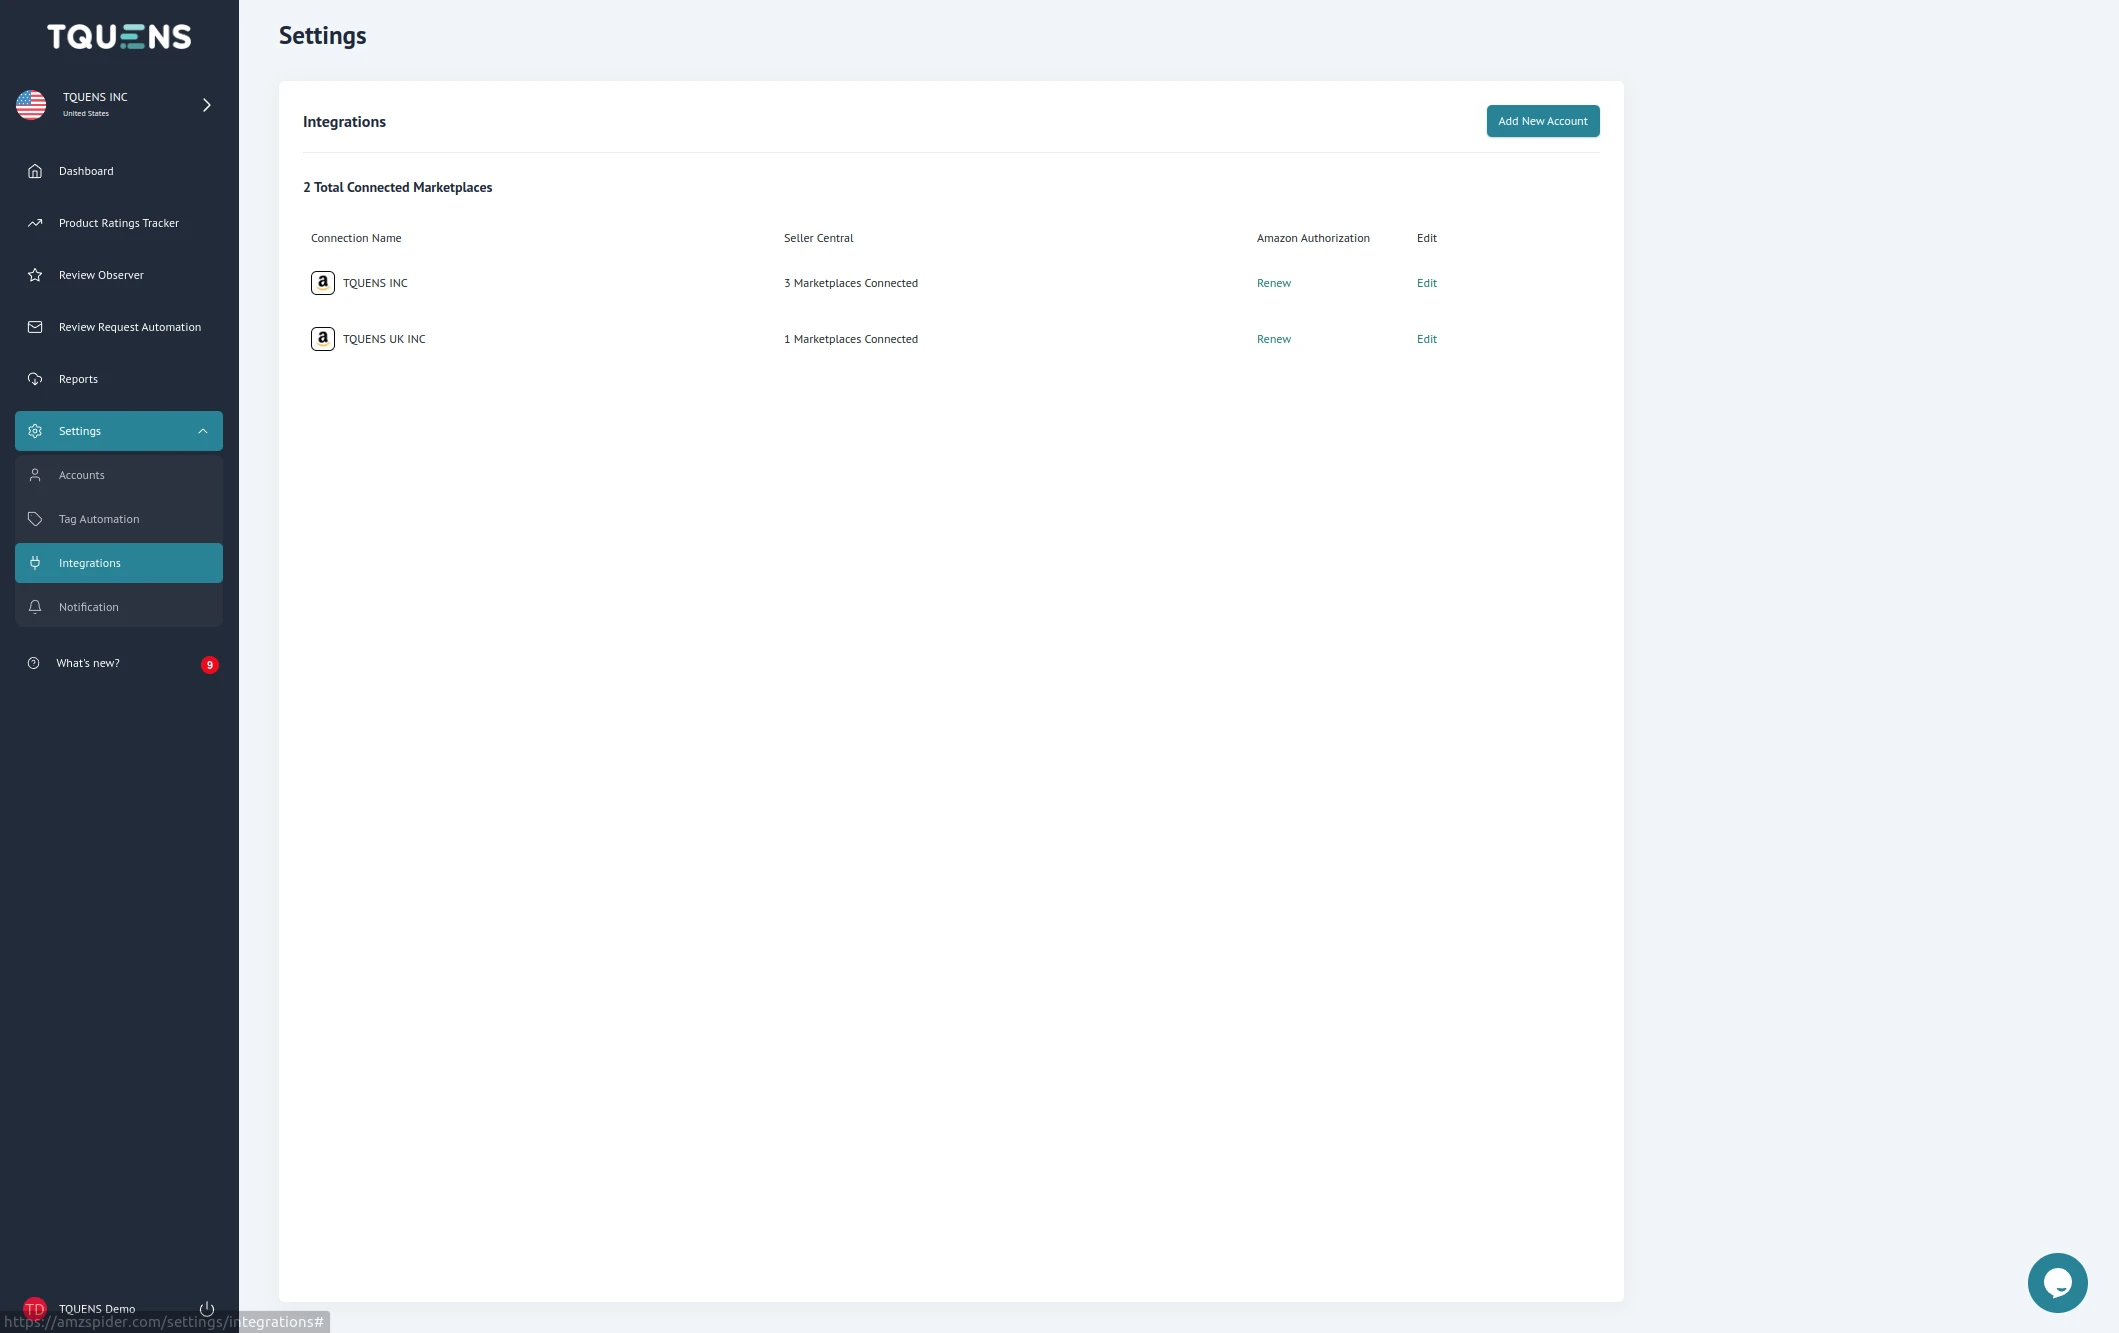 TQUENS
TQUENS INC
United States
Dashboard
Product Ratings Tracker
Review Observer
Review Request Automation
Reports
Settings
Accounts
Tag Automation
Integrations
Notification
What's new?
9
TD
TQUENS Demo
https://amzspider.com/settings/integrations#
Settings
Integrations
Add New Account
2 Total Connected Marketplaces
Connection Name Seller Central Amazon Authorization Edit
a TQUENS INC 3 Marketplaces Connected Renew Edit
a TQUENS UK INC 1 Marketplaces Connected Renew Edit